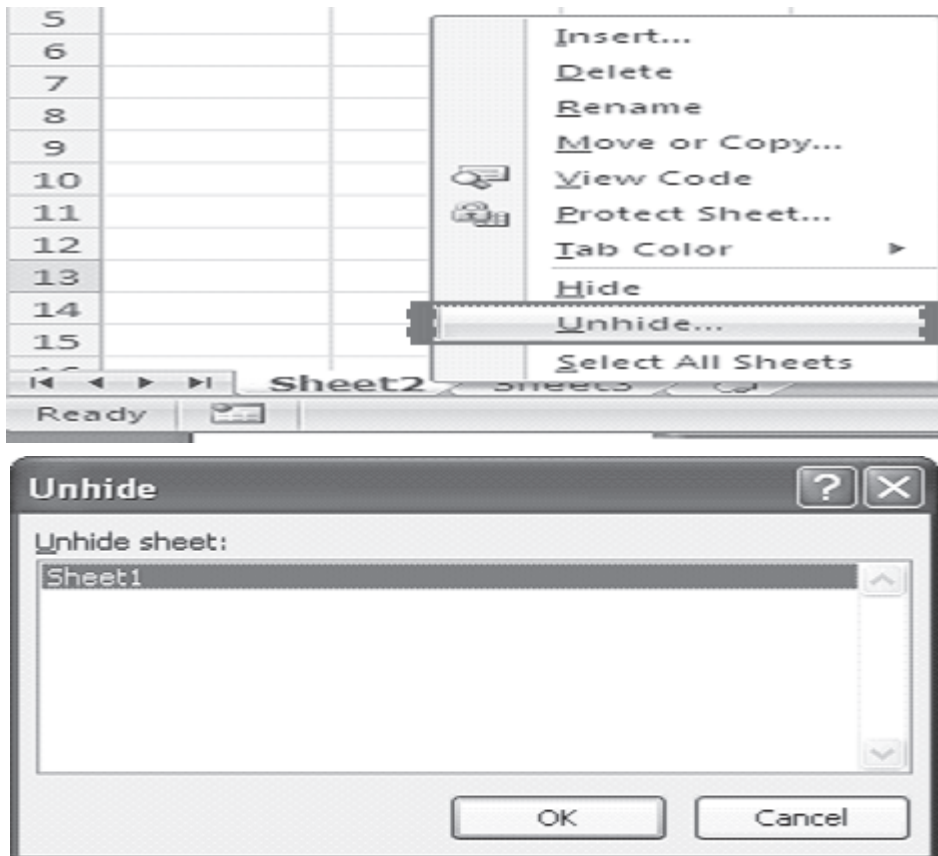 5
6
7
8
9
10
11
12
13
14
15
Insert...
Delete
Rename
Move or Copy...
View Code
Protect Sheet...
Tab Color
Hide
Unhide...
Select All Sheets
Sheet2
Sheet3
Ready
Unhide
Unhide sheet:
Sheet1
OK
Cancel